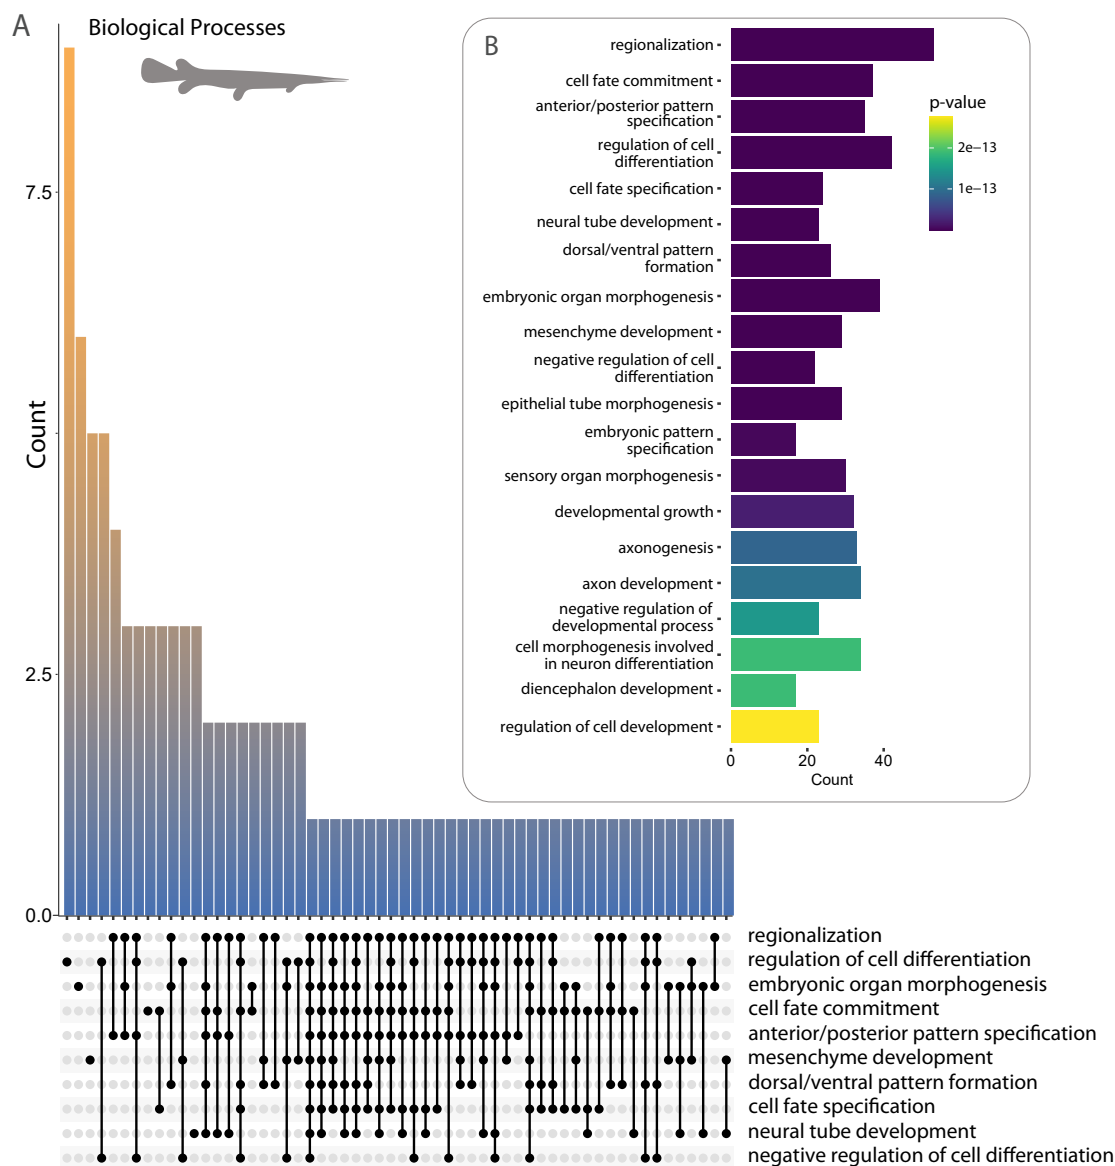 A
Biological Processes
Count
7.5
2.5
0.0
B
regionalization
cell fate commitment
anterior/posterior pattern
specification
regulation of cell
differentiation
cell fate specification
neural tube development
dorsal/ventral pattern
formation
embryonic organ morphogenesis
mesenchyme development
negative regulation of cell
differentiation
epithelial tube morphogenesis
embryonic pattern
specification
sensory organ morphogenesis
developmental growth
axonogenesis
axon development
negative regulation of
developmental process
cell morphogenesis involved
in neuron differentiation
diencephalon development
regulation of cell development
0
20
40
Count
p-value
2e−13
1e−13
regionalization
regulation of cell differentiation
embryonic organ morphogenesis
cell fate commitment
anterior/posterior pattern specification
mesenchyme development
dorsal/ventral pattern formation
cell fate specification
neural tube development
negative regulation of cell differentiation